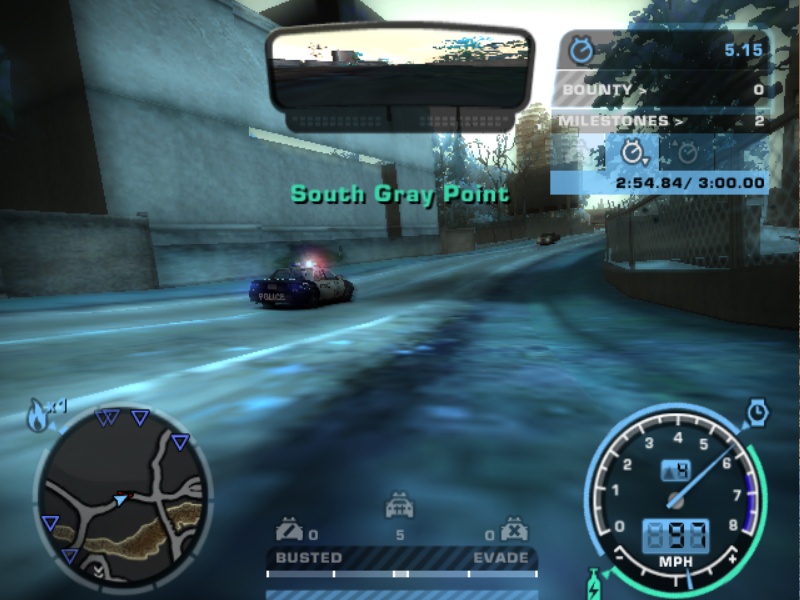 5.15
BOUNTY > 0
MILESTONES > 2
2:54.84/ 3:00.00
South Gray Point
POLICE
x1
0 5 0
BUSTED EVADE
0 1 2 3 4 5 6 7 8
4
97
MPH
- +